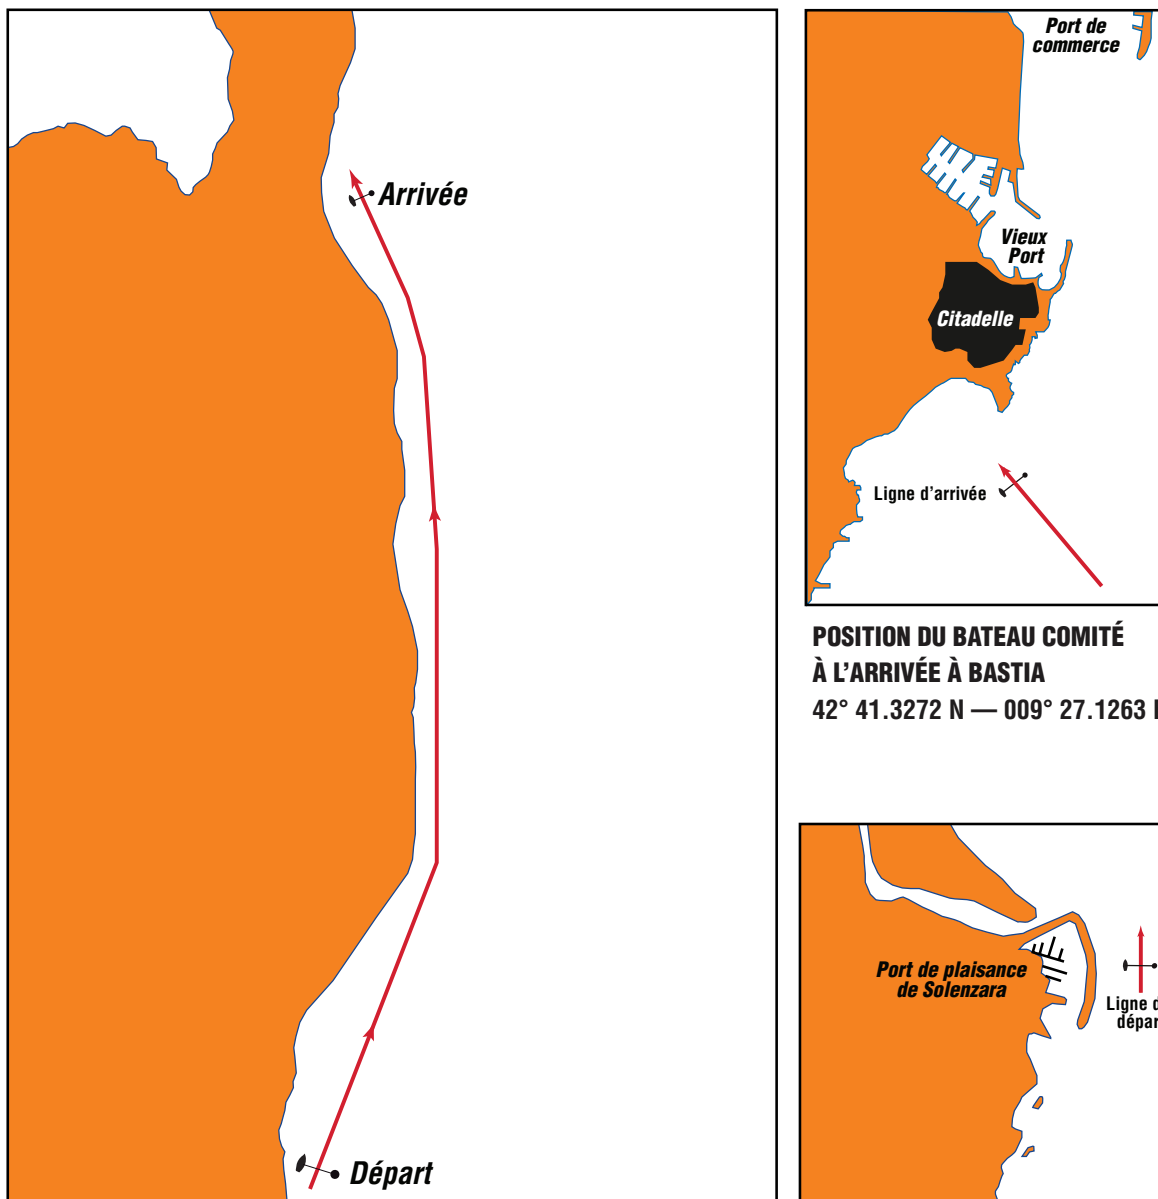 Arrivée
Départ
Port de
commerce
Vieux
Port
Citadelle
Ligne d'arrivée
POSITION DU BATEAU COMITÉ
À L'ARRIVÉE À BASTIA
42° 41.3272 N — 009° 27.1263
Port de plaisance
de Solenzara
Ligne